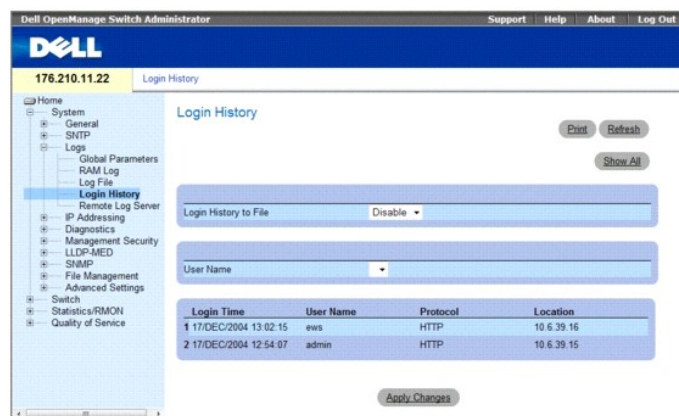 Dell OpenManage Switch Administrator
Support Help About Log Out
DELL
176.210.11.22
Login History
Home
System
General
SNTP
Logs
Global Parameters
RAM Log
Log File
Login History
Remote Log Server
IP Addressing
Diagnostics
Management Security
LLDP-MED
SNMP
File Management
Advanced Settings
Switch
Statistics/RMON
Quality of Service
Login History
Print Refresh
Show All
Login History to File Disable
User Name
Login Time User Name Protocol Location
1 17/DEC/2004 13:02:15 ews HTTP 10.6.39.16
2 17/DEC/2004 12:54:07 admin HTTP 10.6.39.15
Apply Changes